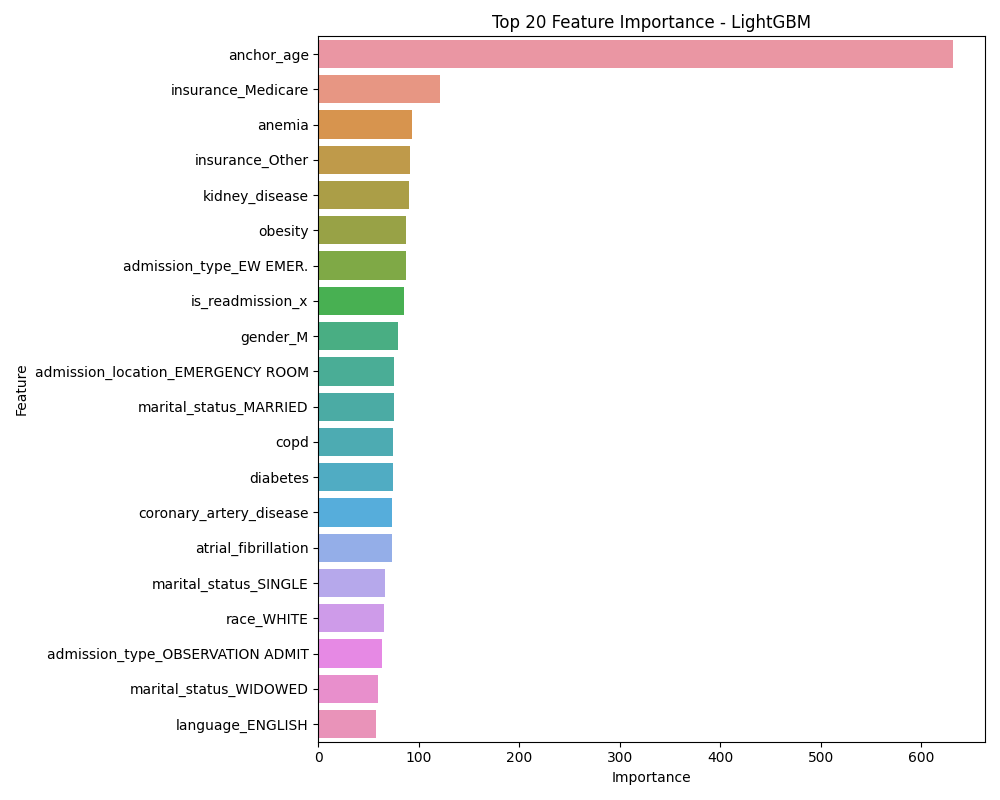 Top 20 Feature Importance - LightGBM
anchor_age
insurance_Medicare
anemia
insurance_Other
kidney_disease
obesity
admission_type_EW EMER.
is_readmission_x
gender_M
admission_location_EMERGENCY ROOM
marital_status_MARRIED
copd
diabetes
coronary_artery_disease
atrial_fibrillation
marital_status_SINGLE
race_WHITE
admission_type_OBSERVATION ADMIT
marital_status_WIDOWED
language_ENGLISH
Feature
0 100 200 300 400 500 600
Importance